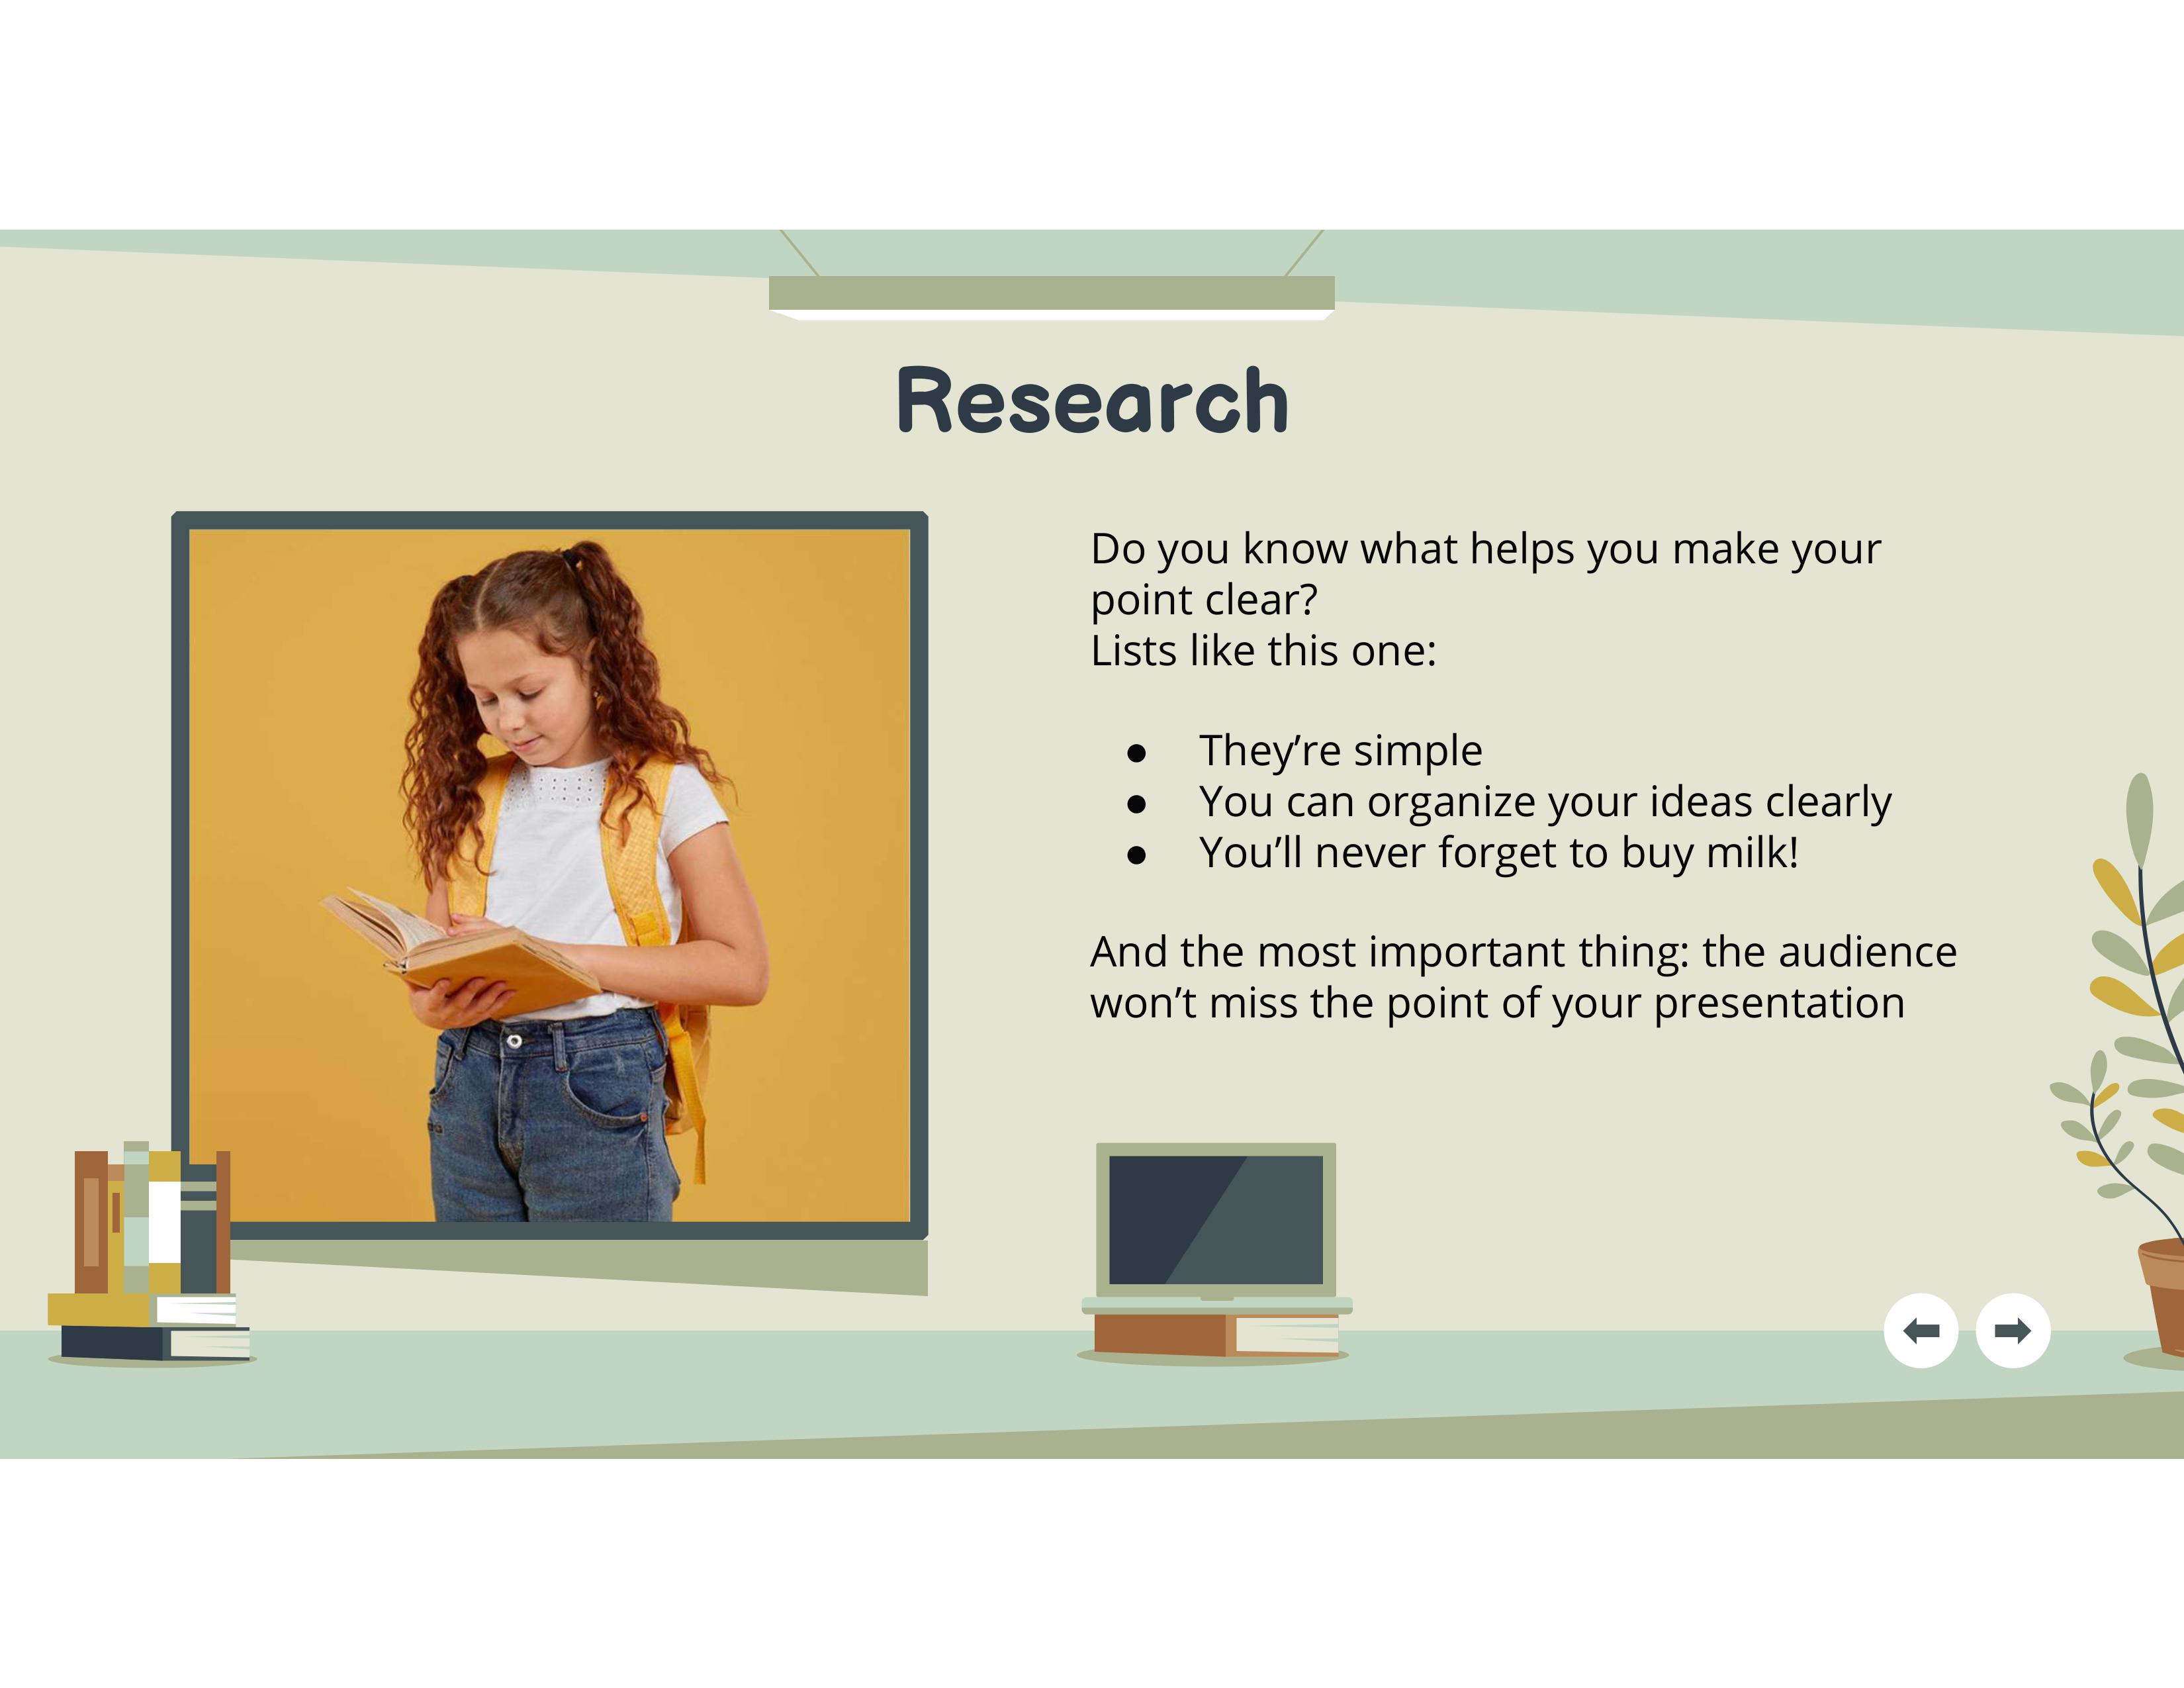 Research
Do you know what helps you make your
point clear?
Lists like this one:
● They’re simple
● You can organize your ideas clearly
● You’ll never forget to buy milk!
And the most important thing: the audience
won’t miss the point of your presentation